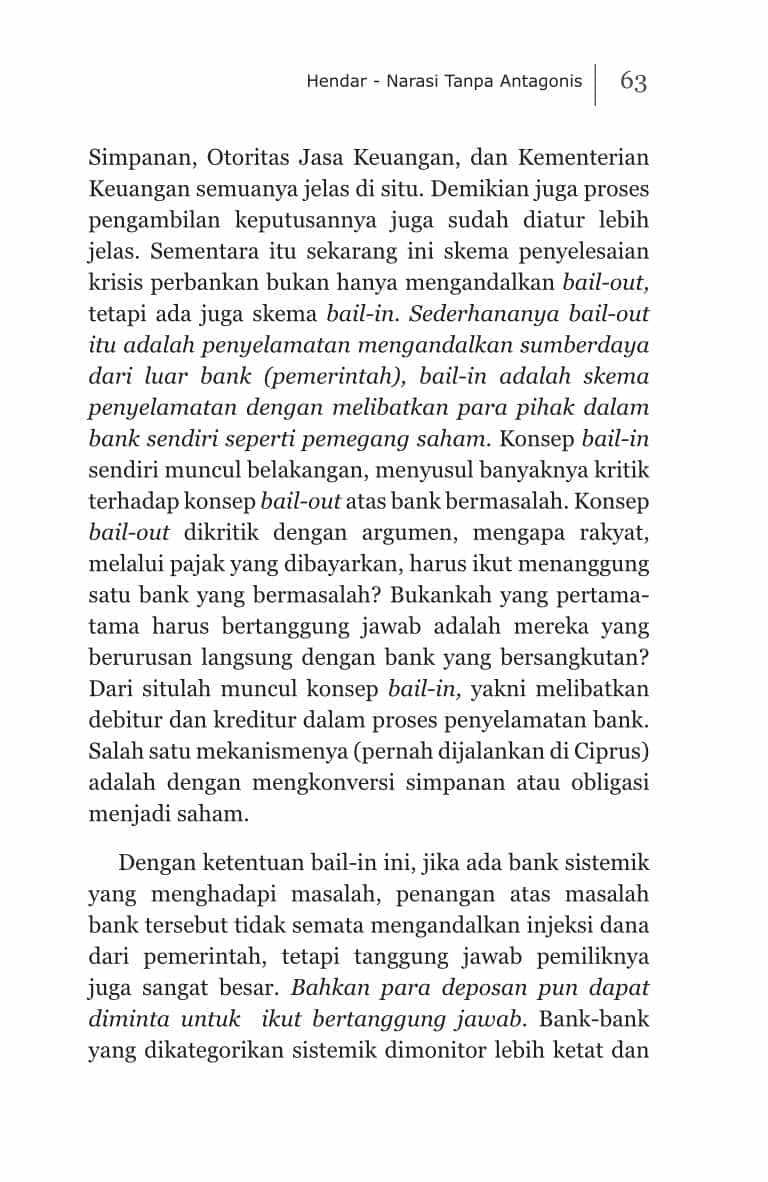 Hendar - Narasi Tanpa Antagonis 63
Simpanan, Otoritas Jasa Keuangan, dan Kementerian
Keuangan semuanya jelas di situ. Demikian juga proses
pengambilan keputusannya juga sudah diatur lebih
jelas. Sementara itu sekarang ini skema penyelesaian
krisis perbankan bukan hanya mengandalkan bail-out,
tetapi ada juga skema bail-in. Sederhananya bail-out
itu adalah penyelamatan mengandalkan sumberdaya
dari luar bank (pemerintah), bail-in adalah skema
penyelamatan dengan melibatkan para pihak dalam
bank sendiri seperti pemegang saham. Konsep bail-in
sendiri muncul belakangan, menyusul banyaknya kritik
terhadap konsep bail-out atas bank bermasalah. Konsep
bail-out dikritik dengan argumen, mengapa rakyat,
melalui pajak yang dibayarkan, harus ikut menanggung
satu bank yang bermasalah? Bukankah yang pertama-
tama harus bertanggung jawab adalah mereka yang
berurusan langsung dengan bank yang bersangkutan?
Dari situlah muncul konsep bail-in, yakni melibatkan
debitur dan kreditur dalam proses penyelamatan bank.
Salah satu mekanismenya (pernah dijalankan di Ciprus)
adalah dengan mengkonversi simpanan atau obligasi
menjadi saham.
Dengan ketentuan bail-in ini, jika ada bank sistemik
yang menghadapi masalah, penangan atas masalah
bank tersebut tidak semata mengandalkan injeksi dana
dari pemerintah, tetapi tanggung jawab pemiliknya
juga sangat besar. Bahkan para deposan pun dapat
diminta untuk ikut bertanggung jawab. Bank-bank
yang dikategorikan sistemik dimonitor lebih ketat dan